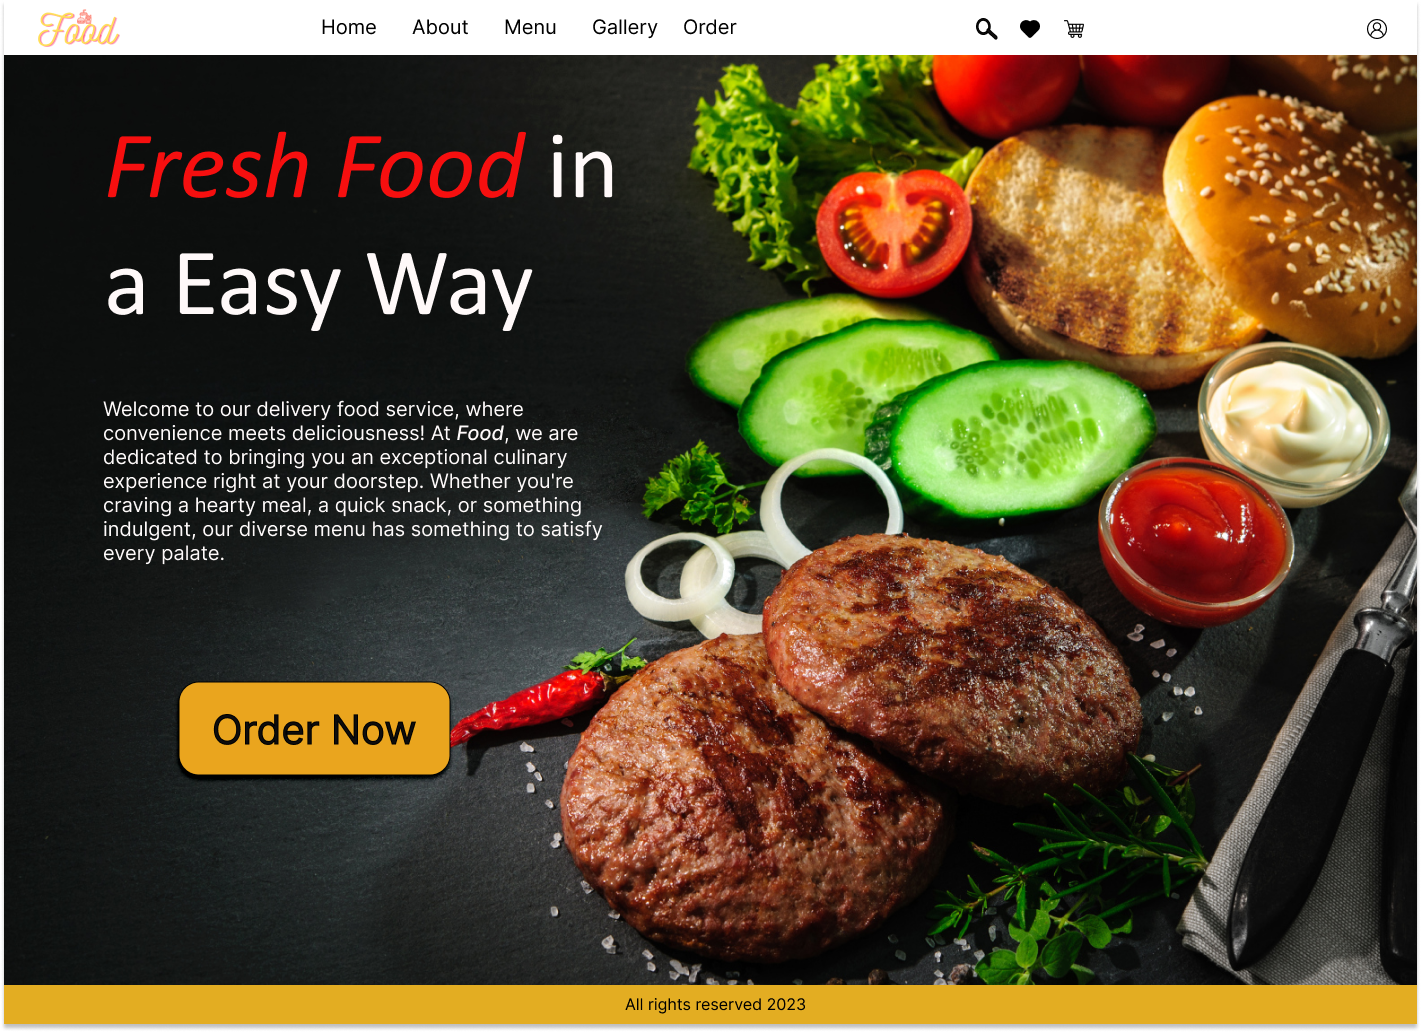 Food
Home About Menu Gallery Order
Fresh Food in
a Easy Way
Welcome to our delivery food service, where
convenience meets deliciousness! At Food, we are
dedicated to bringing you an exceptional culinary
experience right at your doorstep. Whether you're
craving a hearty meal, a quick snack, or something
indulgent, our diverse menu has something to satisfy
every palate.
Order Now
All rights reserved 2023